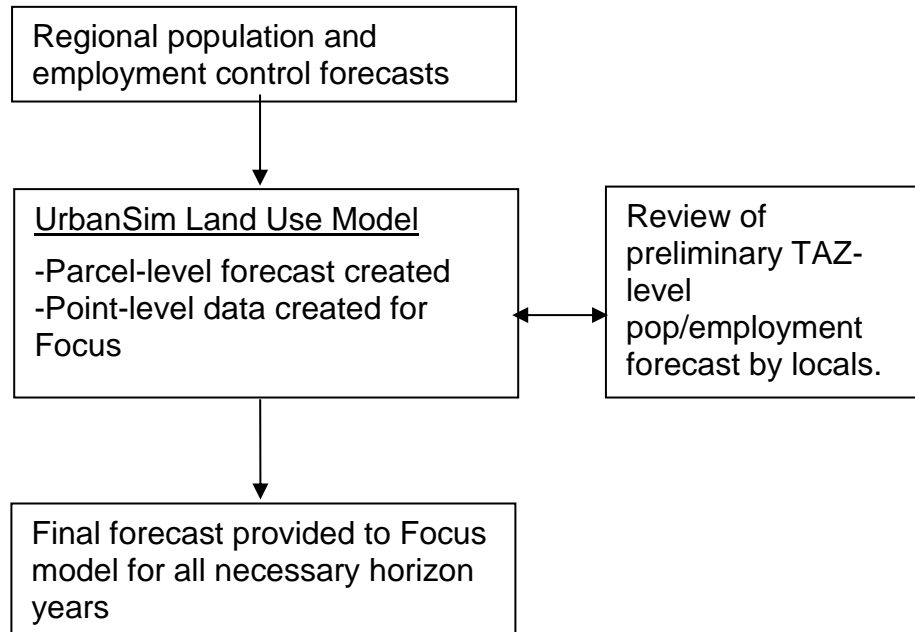 Regional population and
employment control forecasts
UrbanSim Land Use Model
-Parcel-level forecast created
-Point-level data created for
Focus
Review of
preliminary TAZ-
level
pop/employment
forecast by locals.
Final forecast provided to Focus
model for all necessary horizon
years